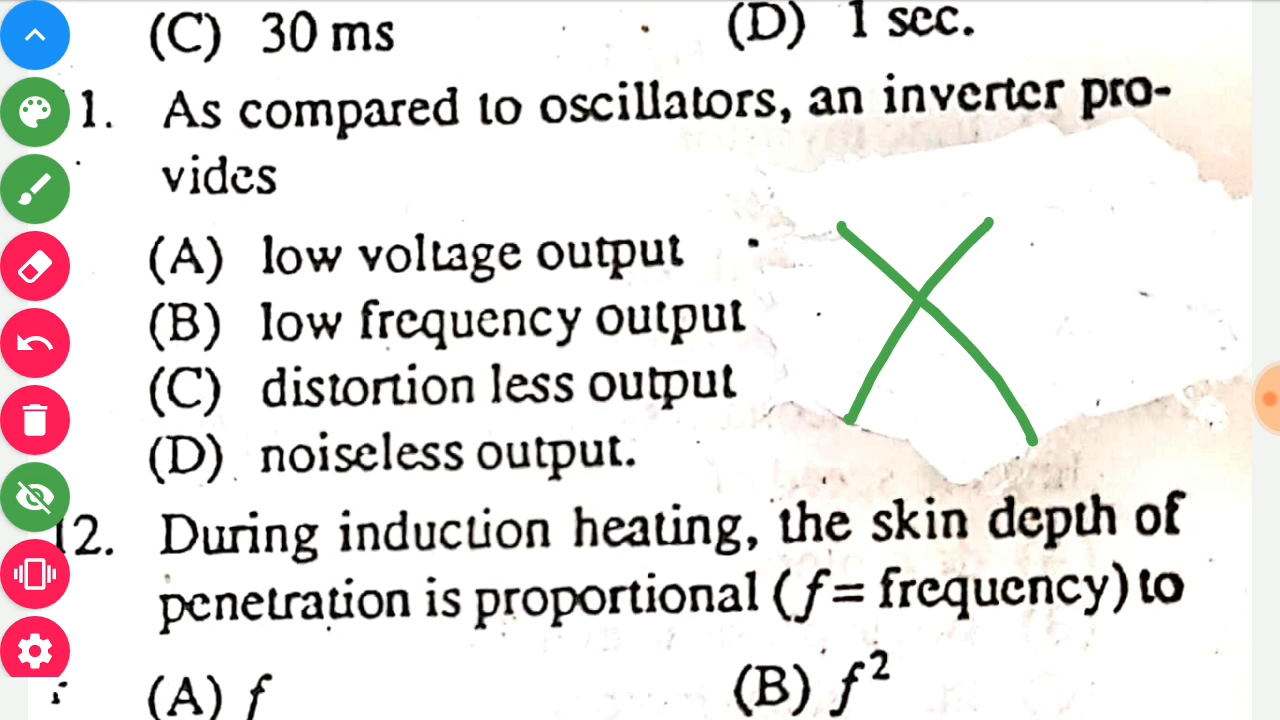 (C) 30 ms (D) 1 sec.
11. As compared to oscillators, an inverter pro-
vides
(A) low voltage output
(B) low frequency output
(C) distortion less output
(D) noiseless output.
12. During induction heating, the skin depth of
penetration is proportional (f = frequency) to
(A) f (B) f²